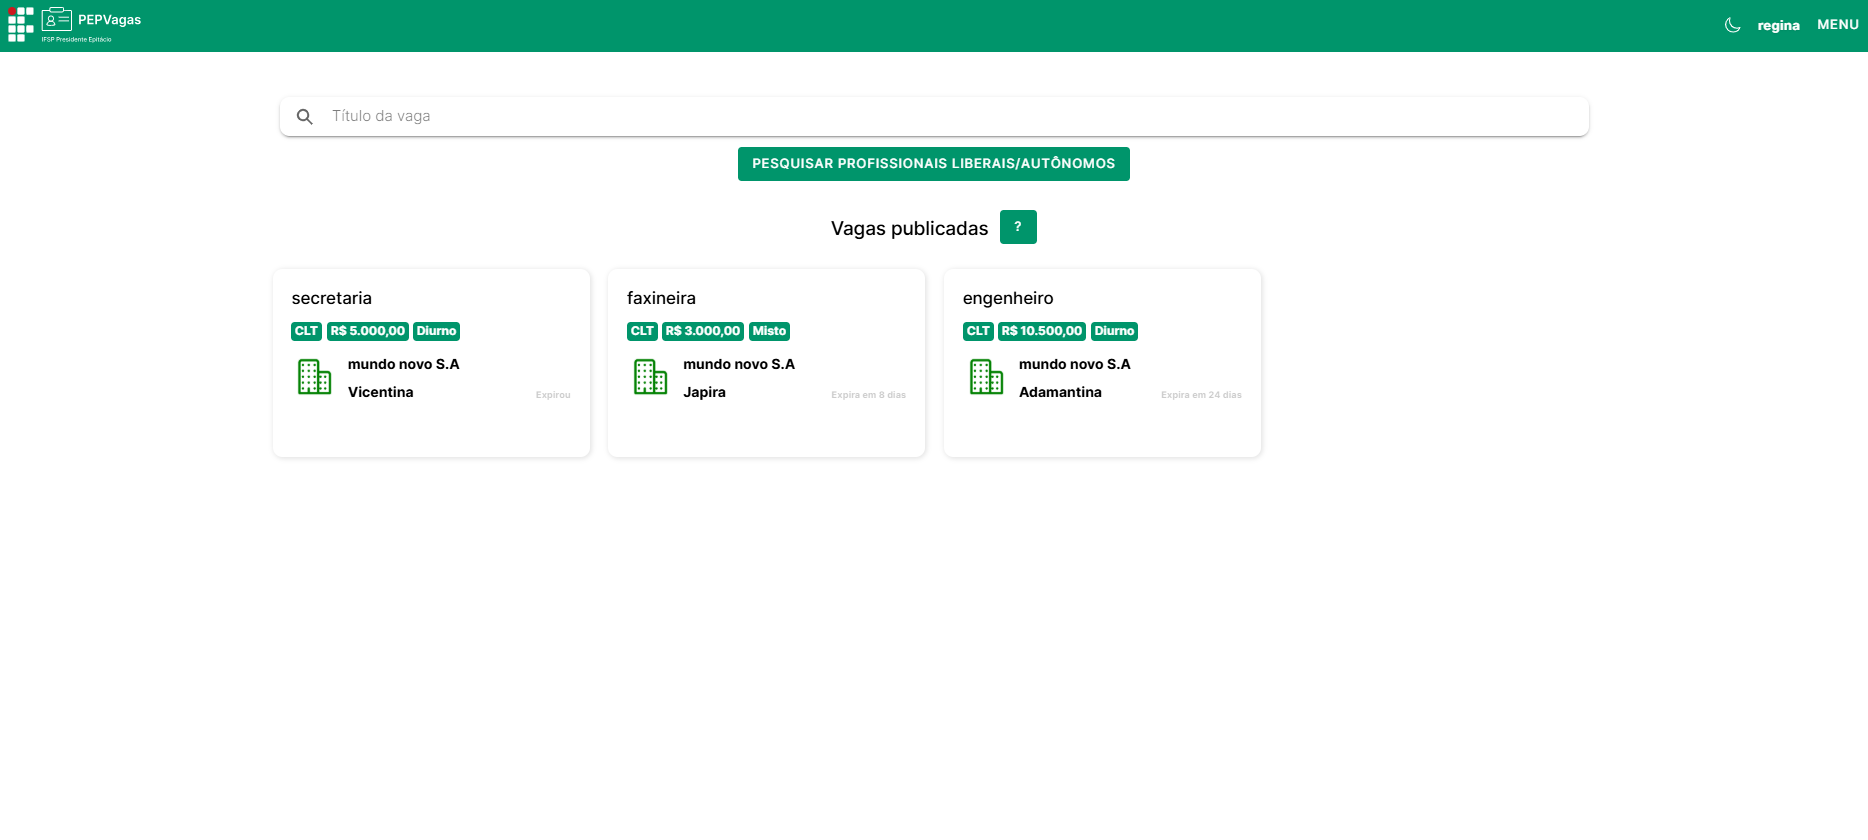 PEPVagas
IFSP Presidente Epitácio
regina
MENU
Título da vaga
PESQUISAR PROFISSIONAIS LIBERAIS/AUTÔNOMOS
Vagas publicadas ?
secretaria
CLT R$ 5.000,00 Diurno
mundo novo S.A
Vicentina
Expirou
faxineira
CLT R$ 3.000,00 Misto
mundo novo S.A
Japira
Expira em 8 dias
engenheiro
CLT R$ 10.500,00 Diurno
mundo novo S.A
Adamantina
Expira em 24 dias